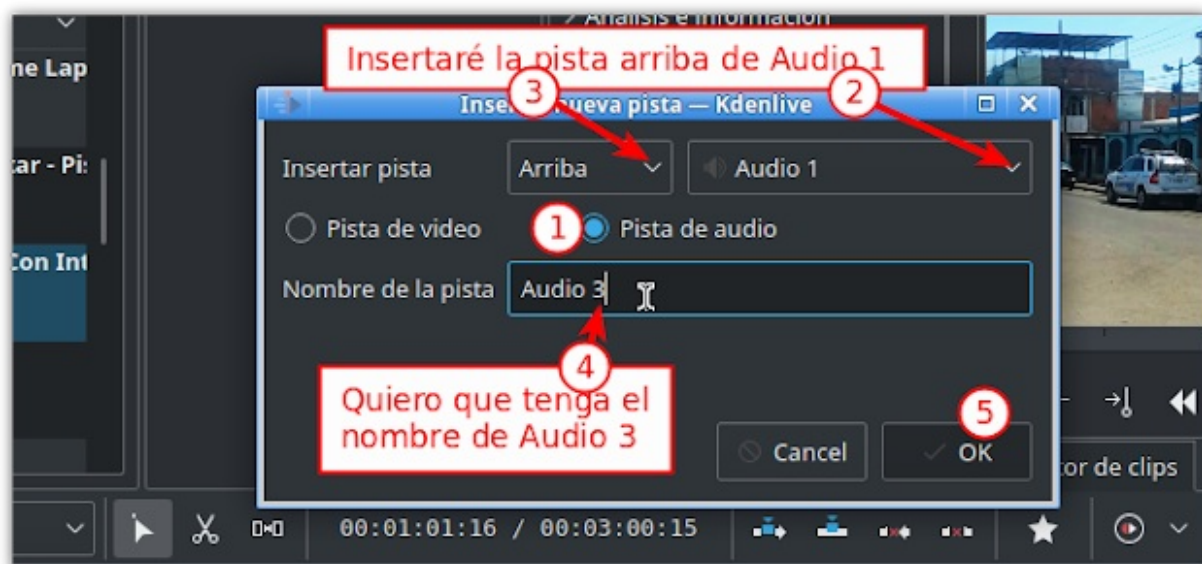 Análisis e información
me Lap
Insertaré la pista arriba de Audio 1
3
2
nueva pista — Kdenlive
tar - Pi
Insertar pista
Arriba
Audio 1
Pista de video
1
Pista de audio
Con Int
Nombre de la pista
Audio 3
4
Quiero que tenga el
nombre de Audio 3
5
Cancel
OK
tor de clips
00:01:01:16 / 00:03:00:15